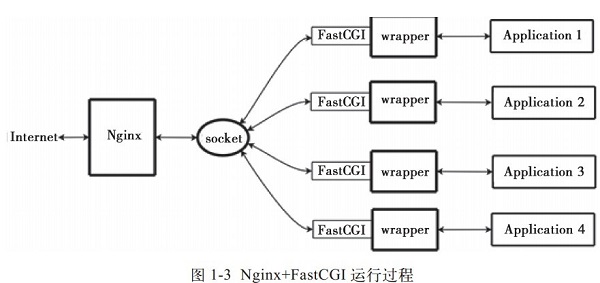 FastCGI wrapper Application 1
FastCGI wrapper Application 2
Internet Nginx socket
FastCGI wrapper Application 3
FastCGI wrapper Application 4
图 1-3 Nginx+FastCGI 运行过程